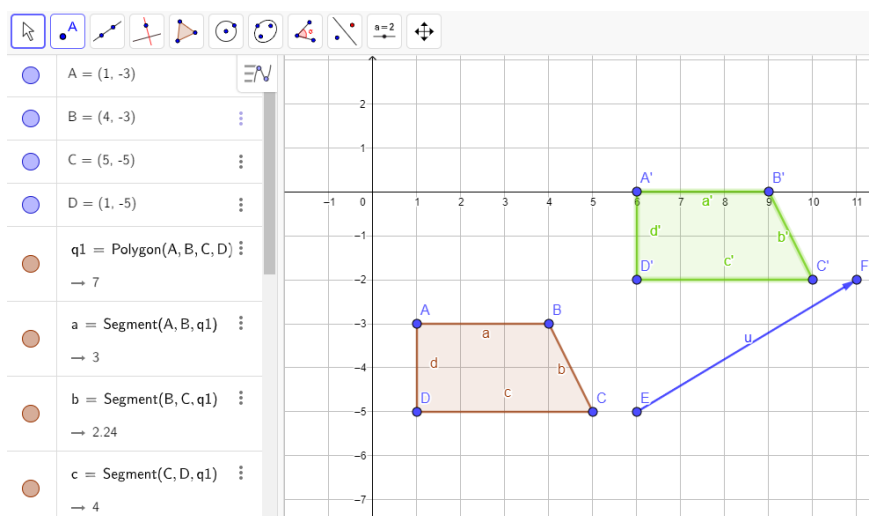 A
a=2
A = (1, -3)
B = (4, -3)
C = (5, -5)
D = (1, -5)
q1 = Polygon(A, B, C, D)
→ 7
a = Segment(A, B, q1)
→ 3
b = Segment(B, C, q1)
→ 2.24
c = Segment(C, D, q1)
→ 4
2
1
A' B'
−1 0 1 2 3 4 5 6 7 a' 8 9 10 11
d' b'
−1
c'
D' C' F
−2
u
A B
−3
a
d b
−4
c
D C E
−5
−6
−7